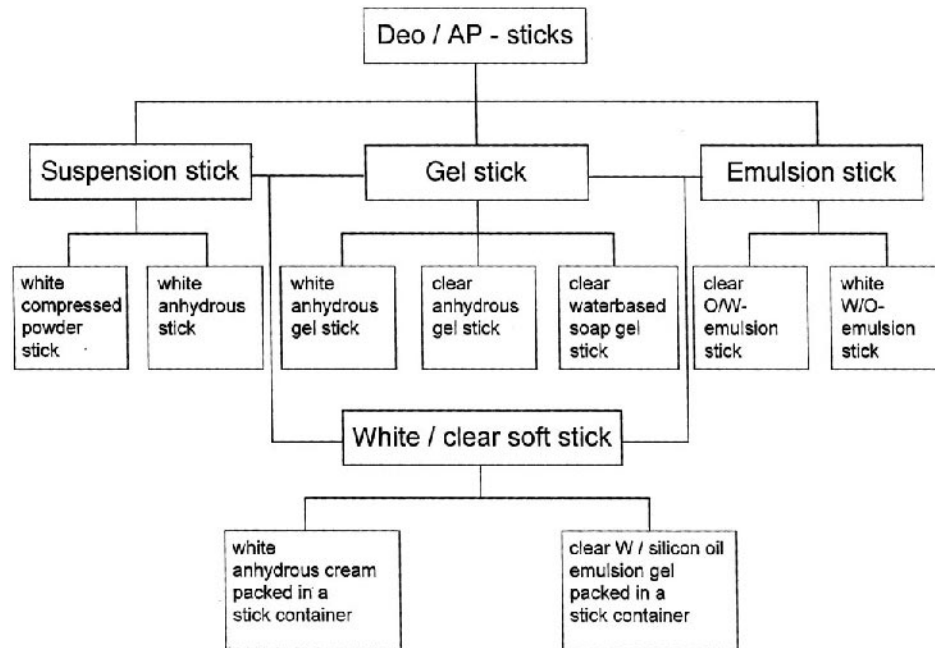 Deo / AP - sticks
Suspension stick
Gel stick
Emulsion stick
white
compressed
powder
stick
white
anhydrous
stick
white
anhydrous
gel stick
clear
anhydrous
gel stick
clear
waterbased
soap gel
stick
clear
O/W-
emulsion
stick
white
W/O-
emulsion
stick
White / clear soft stick
white
anhydrous cream
packed in a
stick container
clear W / silicon oil
emulsion gel
packed in a
stick container